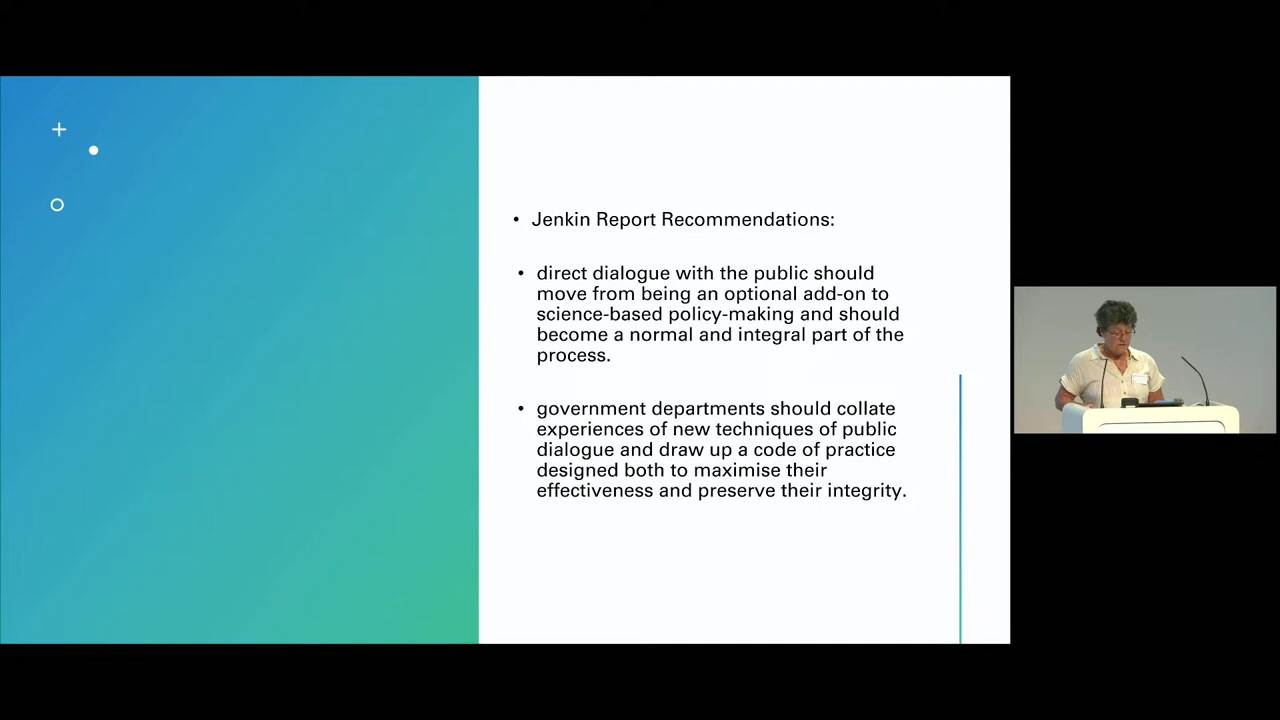 • Jenkin Report Recommendations:
• direct dialogue with the public should
move from being an optional add-on to
science-based policy-making and should
become a normal and integral part of the
process.
• government departments should collate
experiences of new techniques of public
dialogue and draw up a code of practice
designed both to maximise their
effectiveness and preserve their integrity.